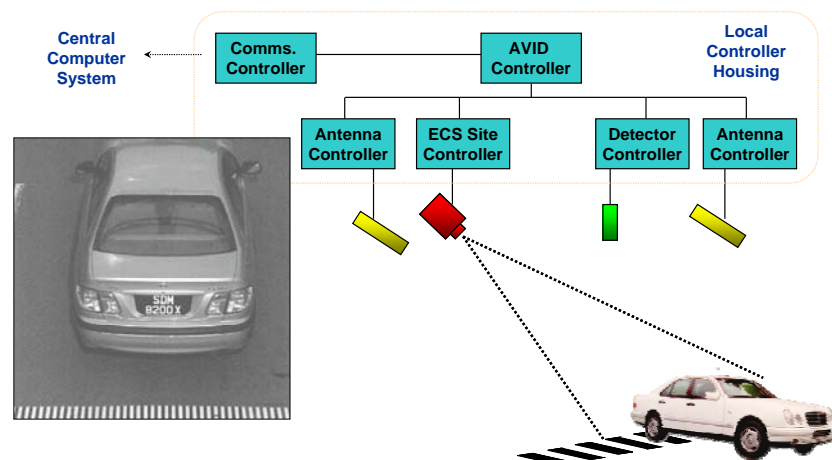 Central
Computer
System
Comms.
Controller
AVID
Controller
Local
Controller
Housing
Antenna
Controller
ECS Site
Controller
Detector
Controller
Antenna
Controller
SDM
8200X